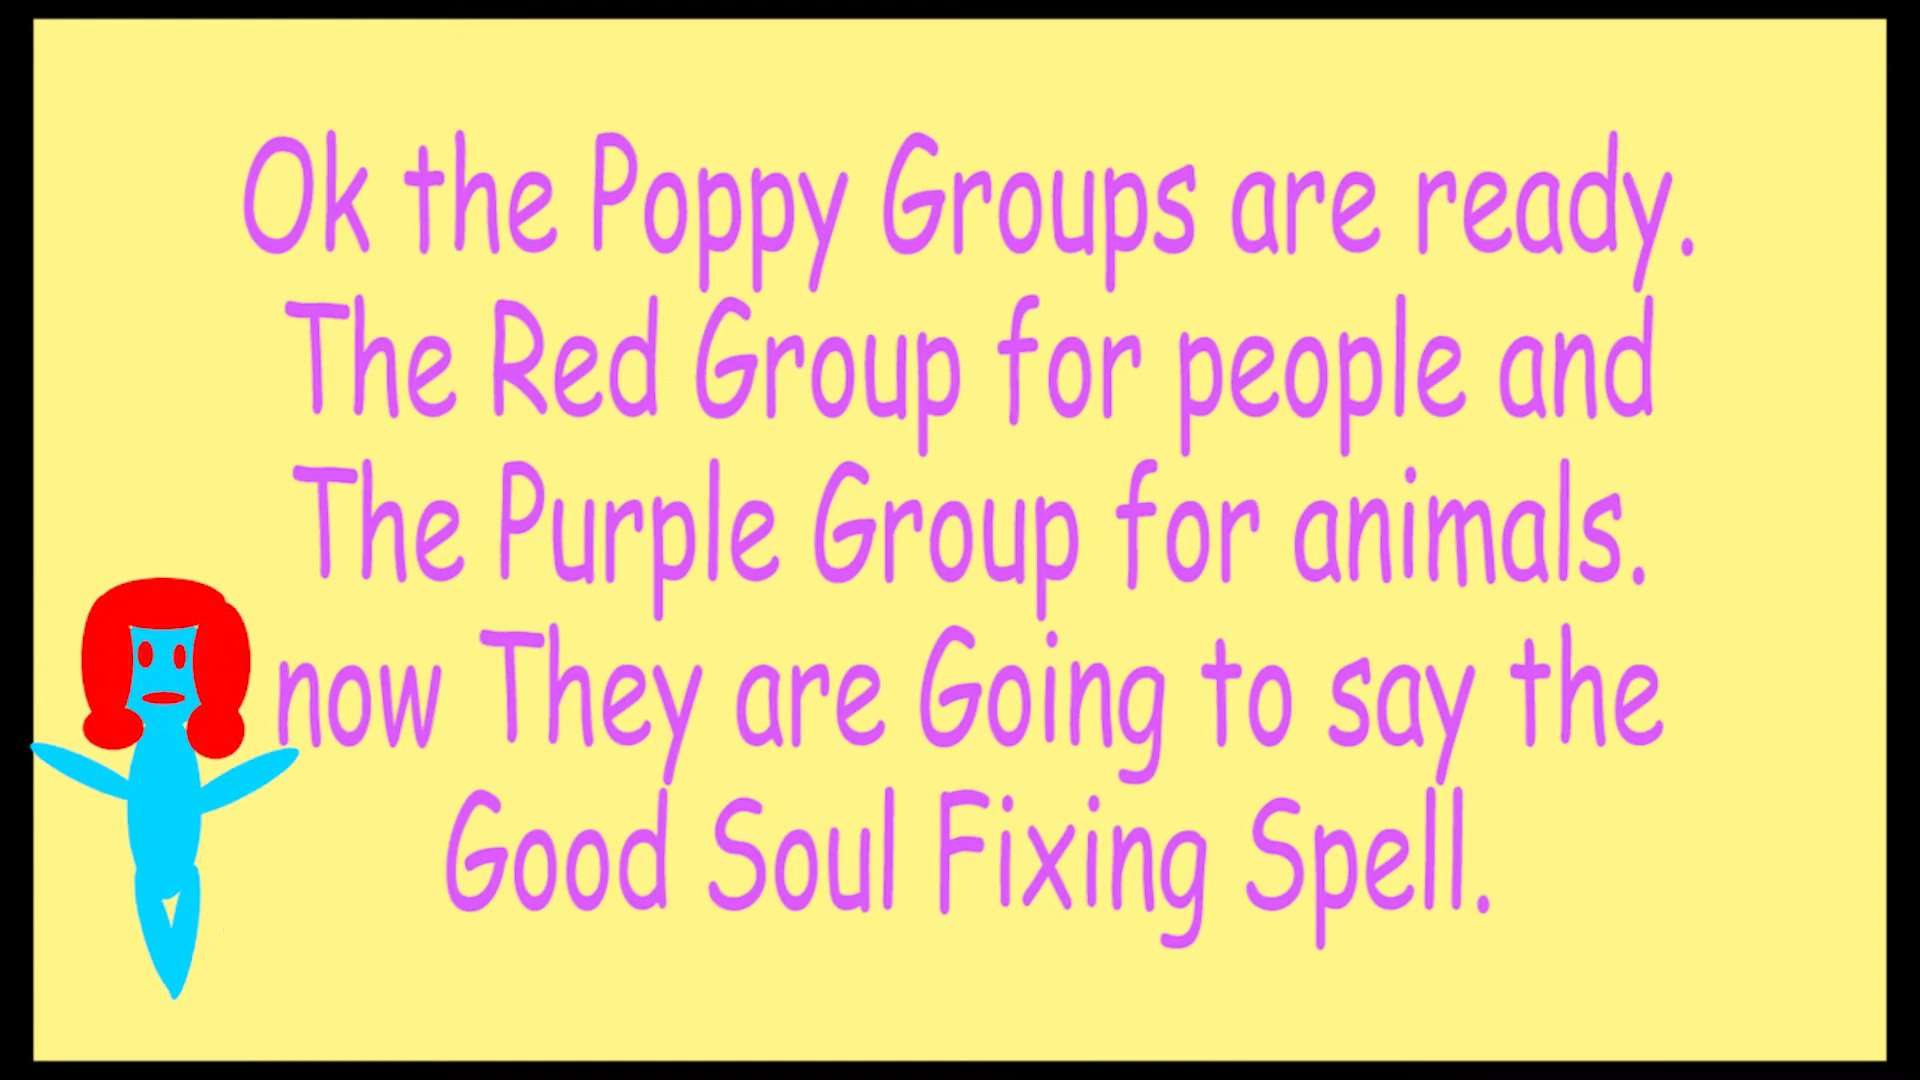 Ok the Poppy Groups are ready.
The Red Group for people and
The Purple Group for animals.
now They are Going to say the
Good Soul Fixing Spell.